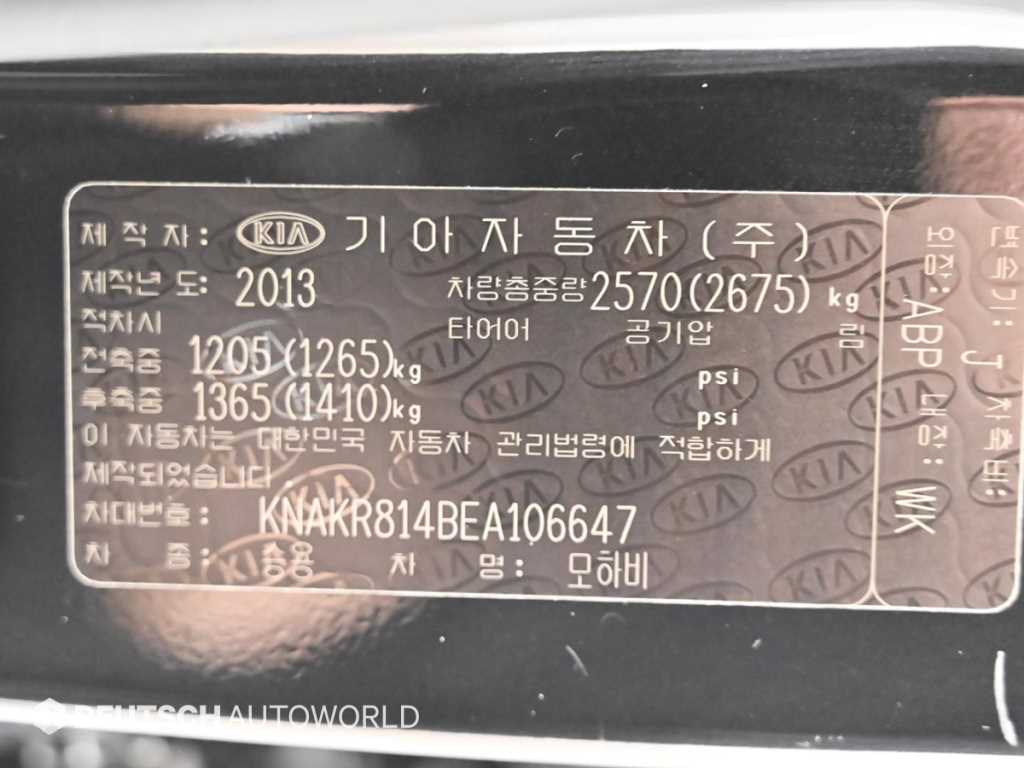 제작자: KIA 기아자동차(주)
제작년도: 2013 차량총중량 2570(2675) kg
적차시 타이어 공기압 림
전축중 1205(1265)kg psi
후축중 1365(1410)kg psi
이 자동차는 대한민국 자동차 관리법령에 적합하게
제작되었습니다.
차대번호: KNAKR814BEA106647
차 종: 승용 차 명: 모하비
변속기: J 축비:
외장: ABP 내장: WK
DEUTSCH AUTOWORLD